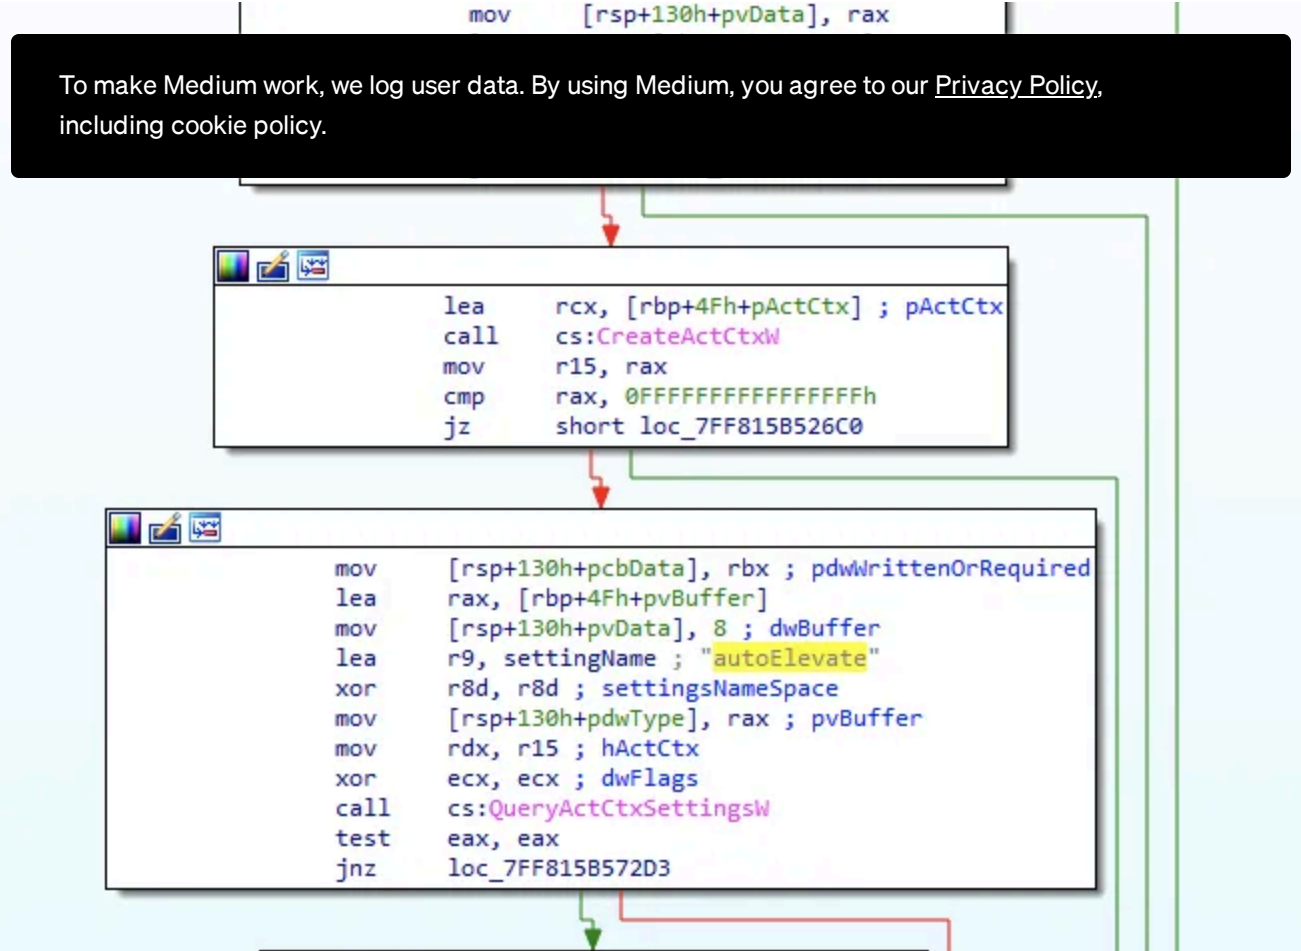 mov [rsp+130h+pvData], rax
To make Medium work, we log user data. By using Medium, you agree to our Privacy Policy,
including cookie policy.
lea rcx, [rbp+4Fh+pActCtx] ; pActCtx
call cs:CreateActCtxW
mov r15, rax
cmp rax, 0FFFFFFFFFFFFFFFFh
jz short loc_7FF815B526C0
mov [rsp+130h+pcbData], rbx ; pdwWrittenOrRequired
lea rax, [rbp+4Fh+pvBuffer]
mov [rsp+130h+pvData], 8 ; dwBuffer
lea r9, settingName ; "autoElevate"
xor r8d, r8d ; settingsNameSpace
mov [rsp+130h+pdwType], rax ; pvBuffer
mov rdx, r15 ; hActCtx
xor ecx, ecx ; dwFlags
call cs:QueryActCtxSettingsW
test eax, eax
jnz loc_7FF815B572D3